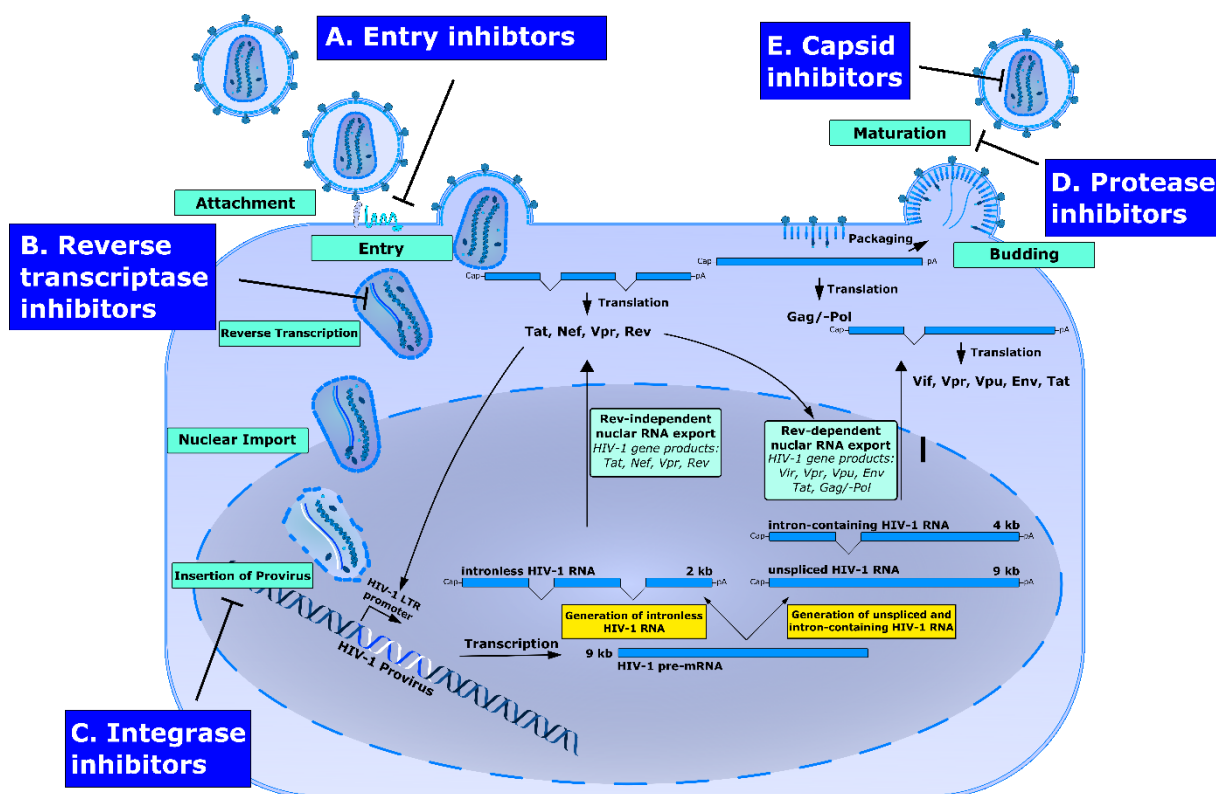 A. Entry inhibtors
E. Capsid
inhibitors
Maturation
D. Protease
inhibitors
Attachment
Entry
B. Reverse
transcriptase
inhibitors
Reverse Transcription
Packaging
Budding
Cap
pA
Translation
Tat, Nef, Vpr, Rev
Cap
pA
Translation
Gag/-Pol
Cap
pA
Translation
Vif, Vpr, Vpu, Env, Tat
Nuclear Import
Rev-independent
nuclar RNA export
HIV-1 gene products:
Tat, Nef, Vpr, Rev
Rev-dependent
nuclar RNA export
HIV-1 gene products:
Vir, Vpr, Vpu, Env
Tat, Gag/-Pol
intron-containing HIV-1 RNA 4 kb
Cap
pA
Insertion of Provirus
HIV-1 LTR
promoter
intronless HIV-1 RNA 2 kb
Cap
pA
unspliced HIV-1 RNA 9 kb
Cap
pA
Generation of intronless
HIV-1 RNA
Generation of unspliced and
intron-containing HIV-1 RNA
Transcription
9 kb
HIV-1 pre-mRNA
HIV-1 Provirus
C. Integrase
inhibitors